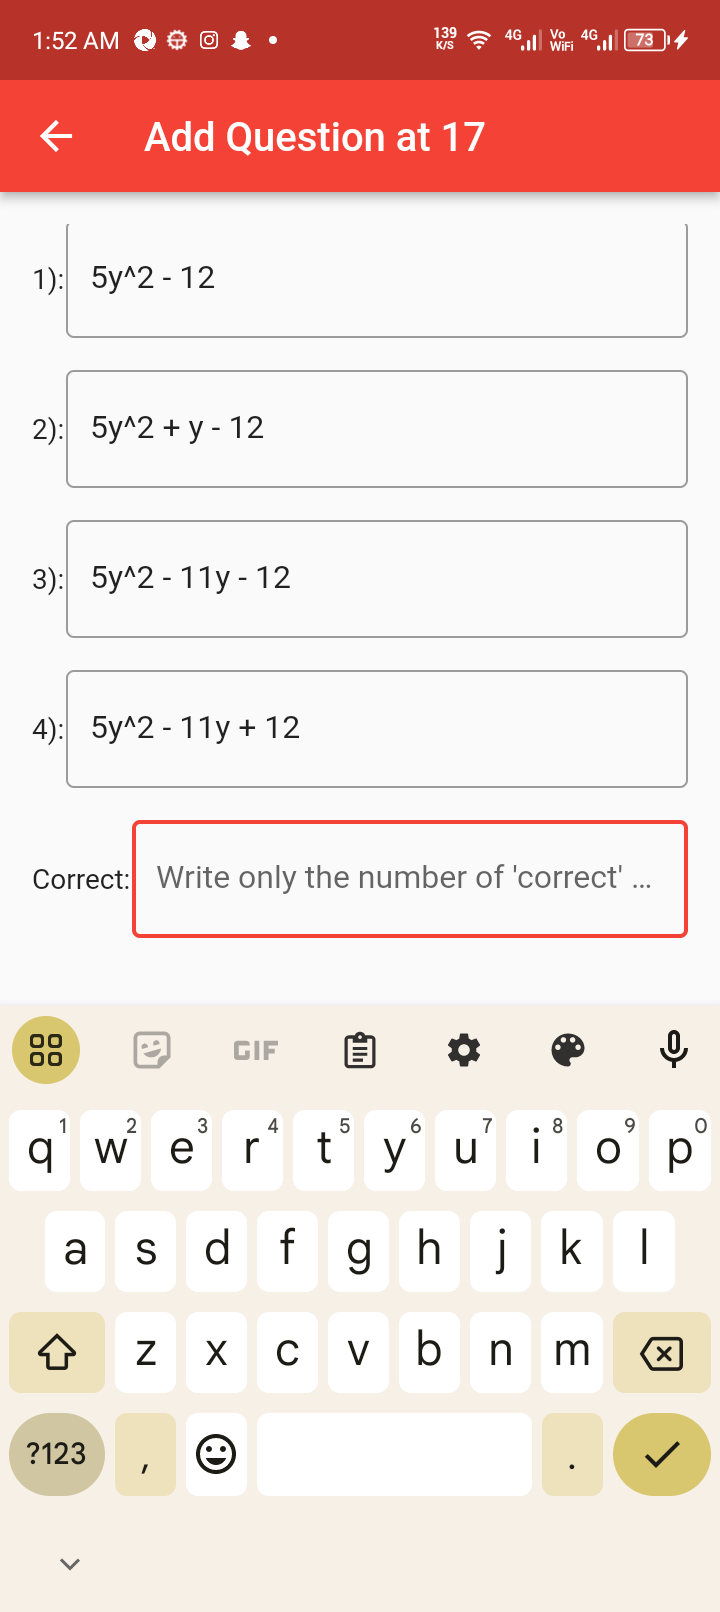 1:52 AM 139 K/S 4G Vo WiFi 4G 73
Add Question at 17
1): 5y^2 - 12
2): 5y^2 + y - 12
3): 5y^2 - 11y - 12
4): 5y^2 - 11y + 12
Correct: Write only the number of 'correct' ...
GIF
q1 w2 e3 r4 t5 y6 u7 i8 o9 p0
a s d f g h j k l
z x c v b n m
?123 , .